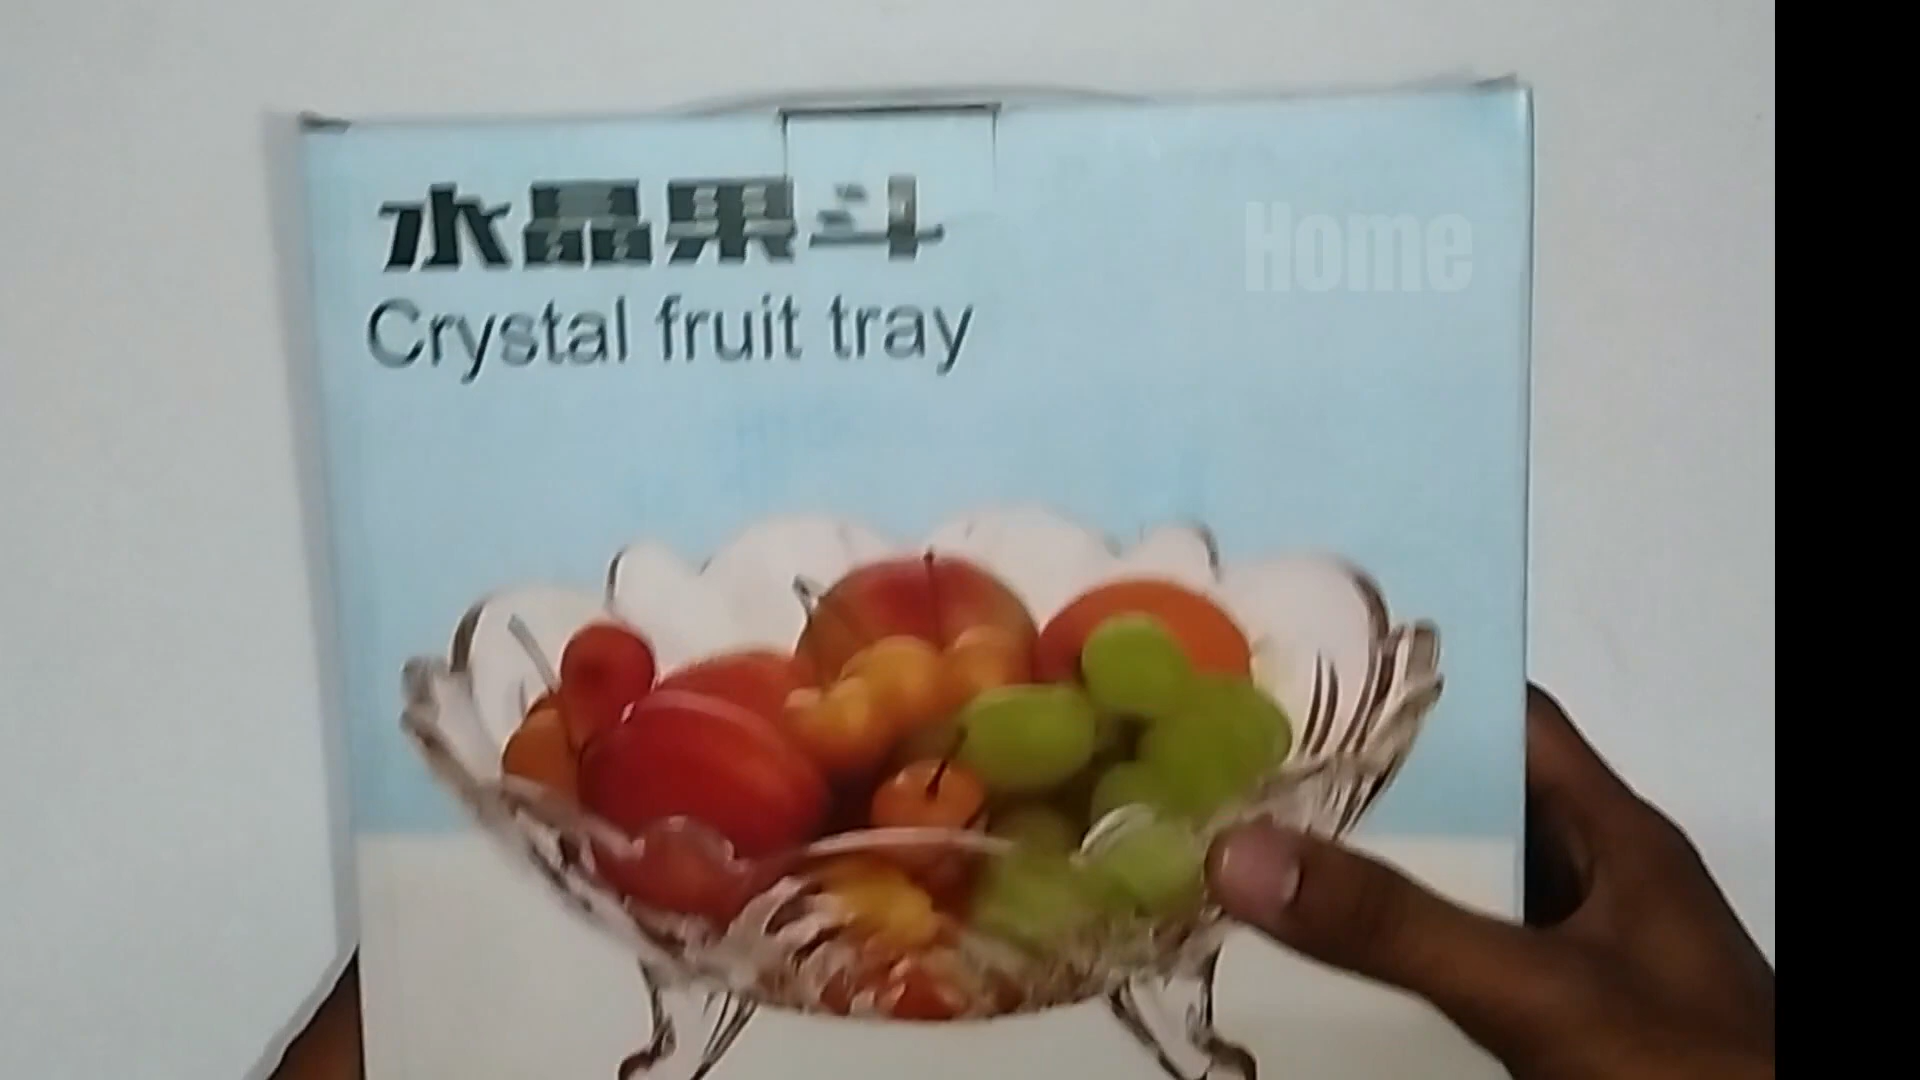 水晶果斗
Home
Crystal fruit tray